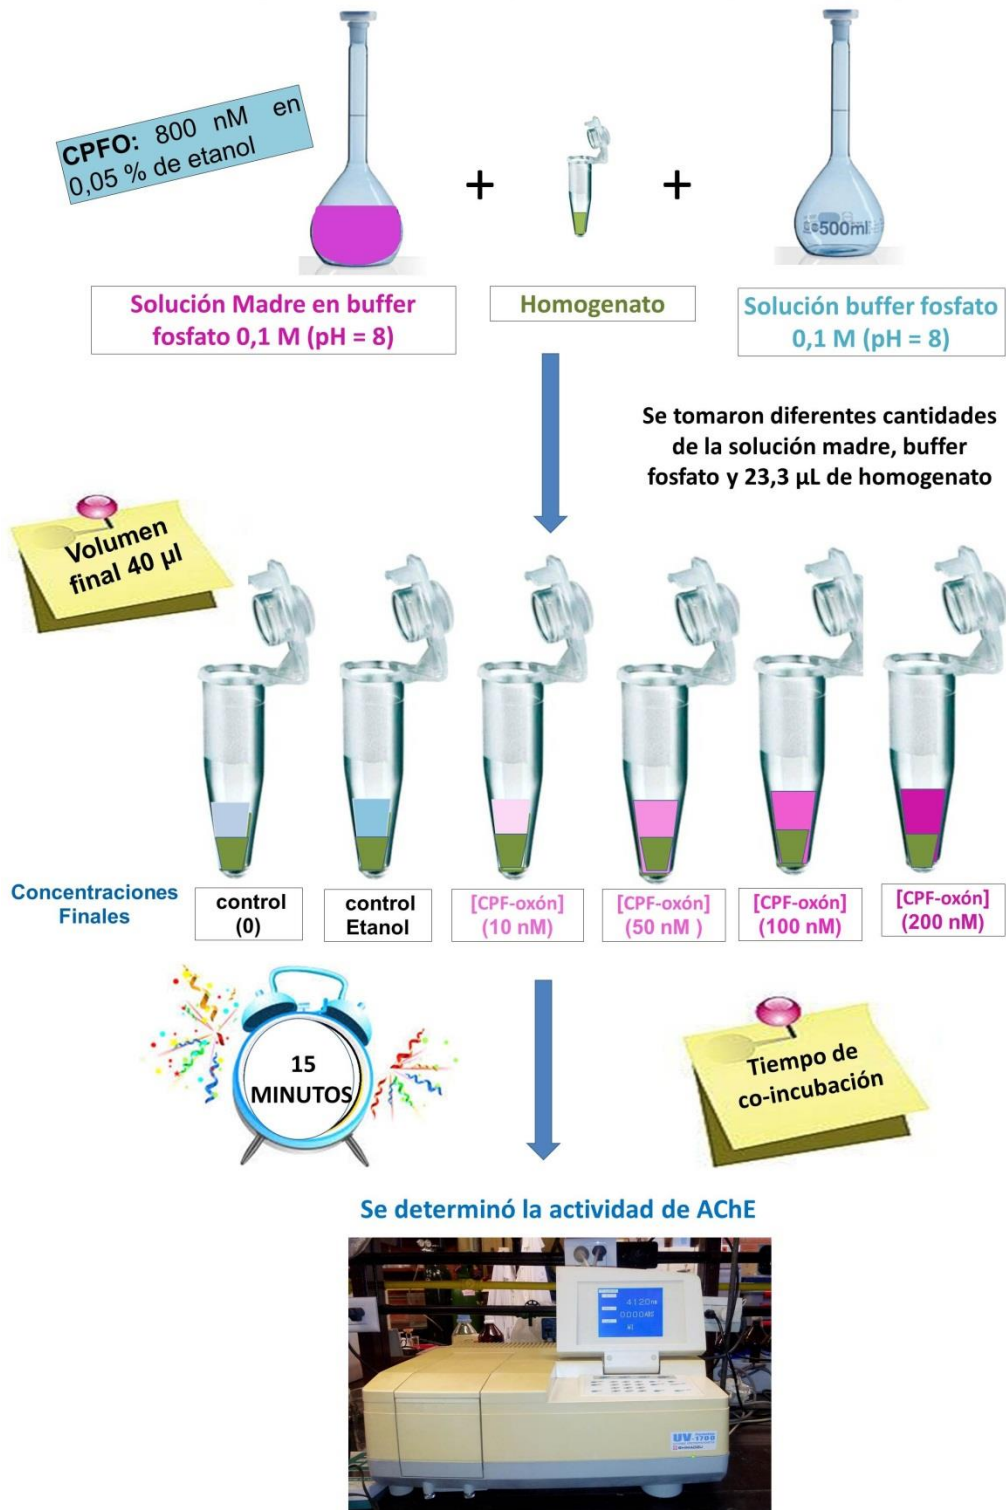 CPFO: 800 nM en
0,05 % de etanol
+
+
500ml
Solución Madre en buffer
fosfato 0,1 M (pH = 8)
Homogenato
Solución buffer fosfato
0,1 M (pH = 8)
Se tomaron diferentes cantidades
de la solución madre, buffer
fosfato y 23,3 µL de homogenato
Volumen
final 40 µl
Concentraciones
Finales
control
(0)
control
Etanol
[CPF-oxón]
(10 nM)
[CPF-oxón]
(50 nM )
[CPF-oxón]
(100 nM)
[CPF-oxón]
(200 nM)
15
MINUTOS
Tiempo de
co-incubación
Se determinó la actividad de AChE
UV-1700